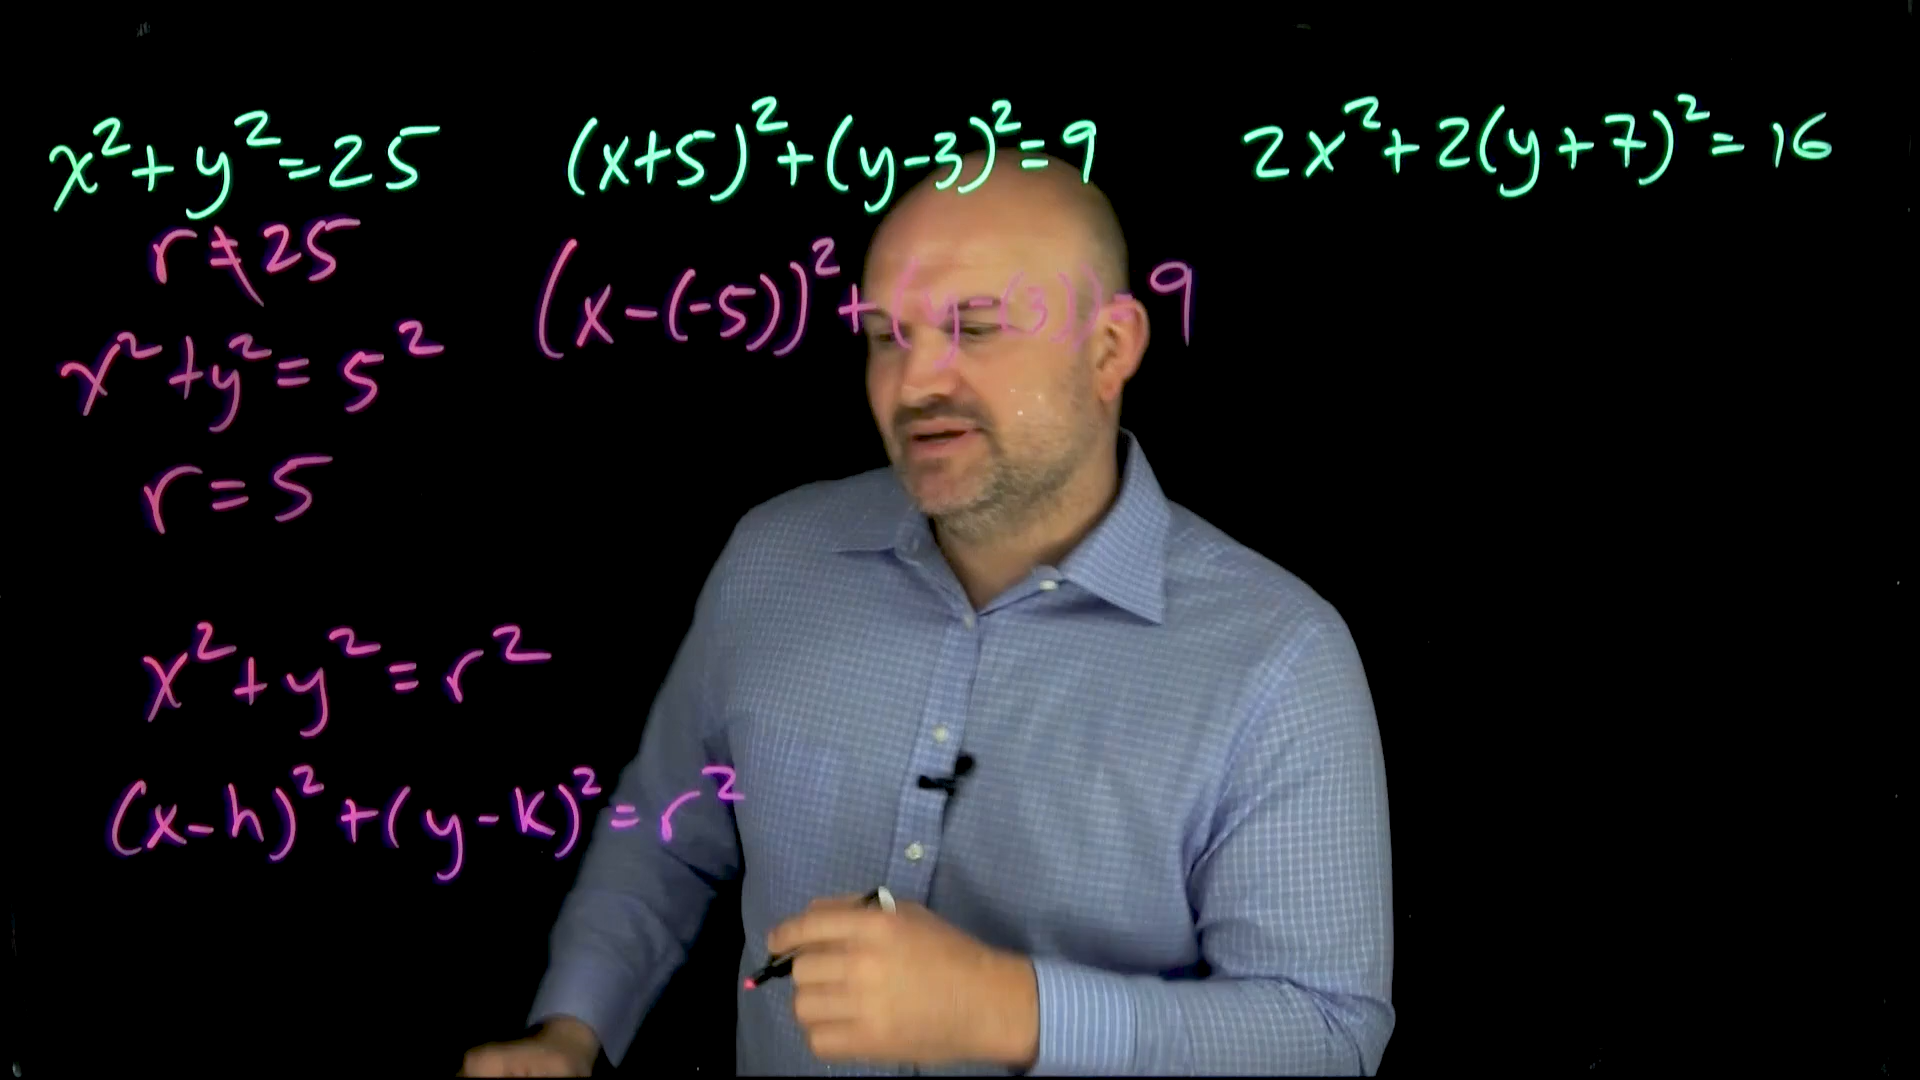 x²+y²=25
r≠25
x²+y²=5²
r=5
x²+y²=r²
(x-h)²+(y-k)²=r²
(x+5)²+(y-3)²=9
(x-(-5))²+(y-(3))=9
2x²+2(y+7)²=16